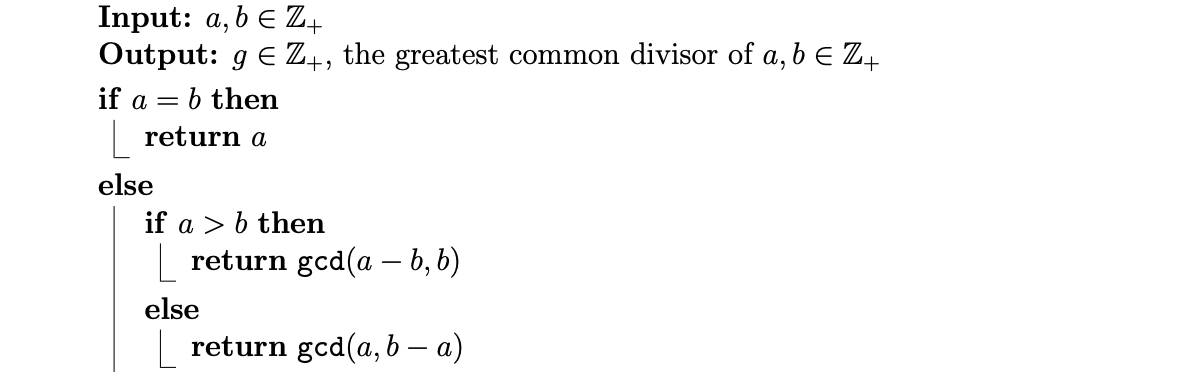 Input: a, b ∈ ℤ₊
Output: g ∈ ℤ₊, the greatest common divisor of a, b ∈ ℤ₊
if a = b then
return a
else
if a > b then
return gcd(a − b, b)
else
return gcd(a, b − a)